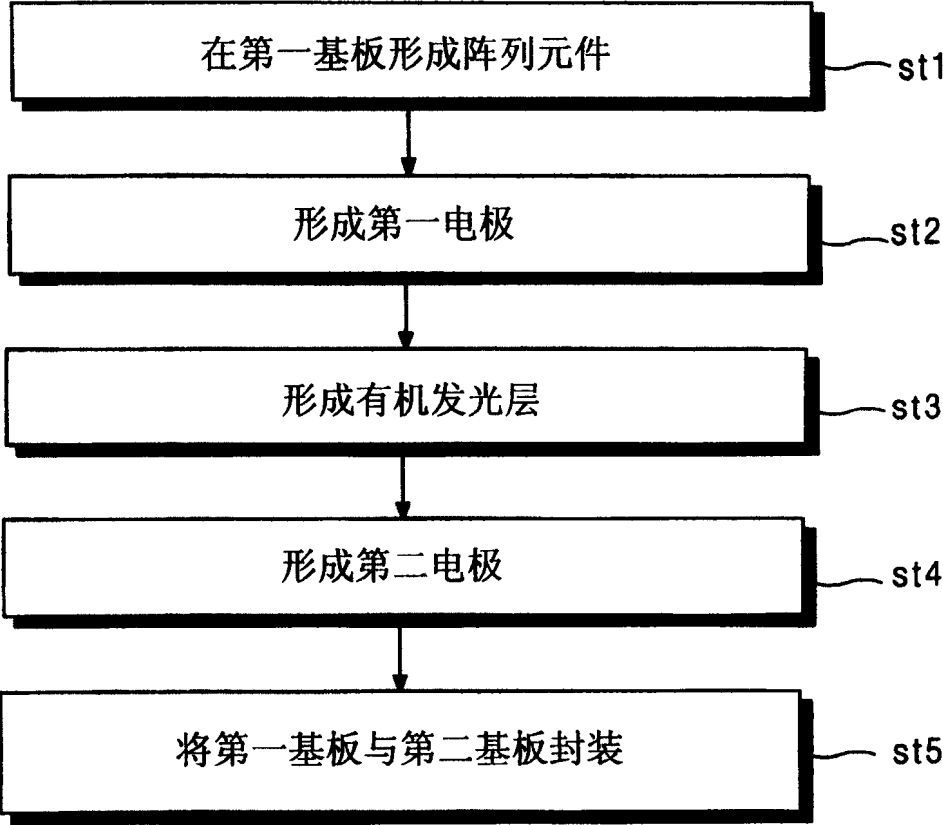 在第一基板形成阵列元件
st1
形成第一电极
st2
形成有机发光层
st3
形成第二电极
st4
将第一基板与第二基板封装
st5